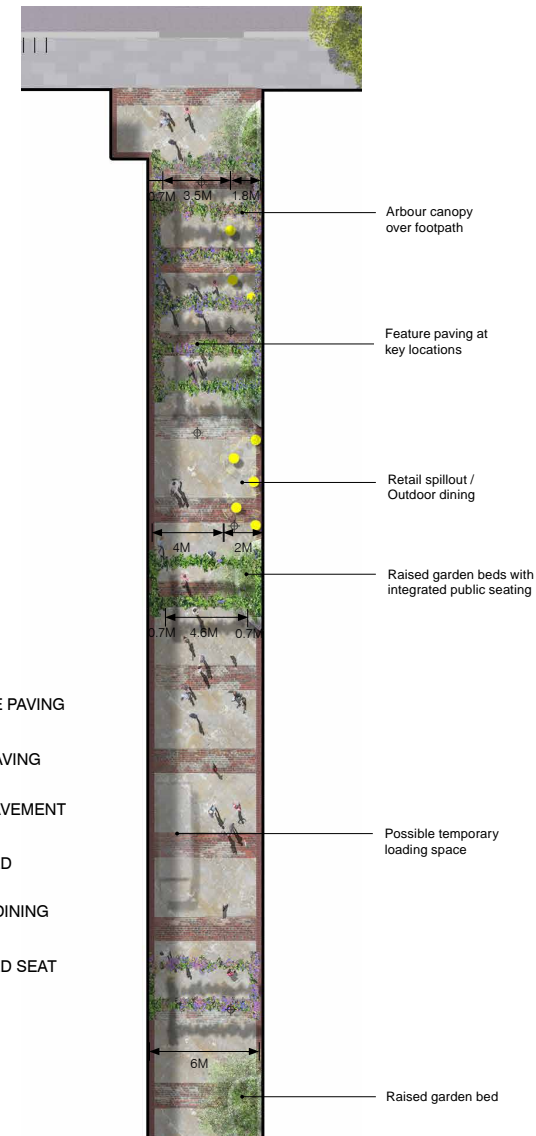 0.7M 3.5M 1.8M
Arbour canopy
over footpath
Feature paving at
key locations
Retail spillout /
Outdoor dining
4M 2M
Raised garden beds with
integrated public seating
0.7M 4.6M 0.7M
PAVING
PAVEMENT
DINING
SEAT
Possible temporary
loading space
6M
Raised garden bed